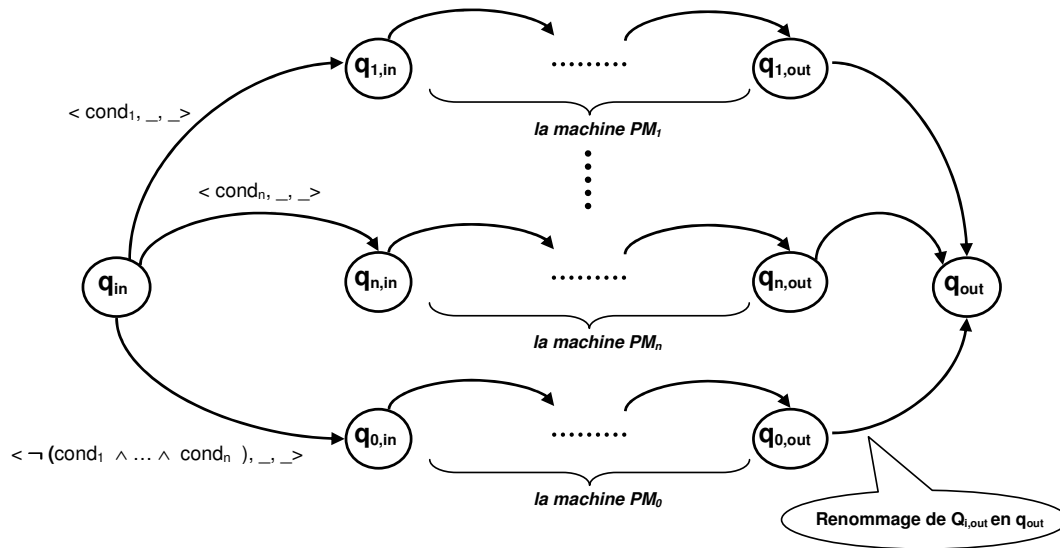 q1,in ......... q1,out
< cond1, _, _>
la machine PM1
< condn, _, _>
qin qn,in ......... qn,out qout
la machine PMn
q0,in ......... q0,out
< ¬ (cond1 ∧ ... ∧ condn ), _, _>
la machine PM0
Renommage de Qi,out en qout